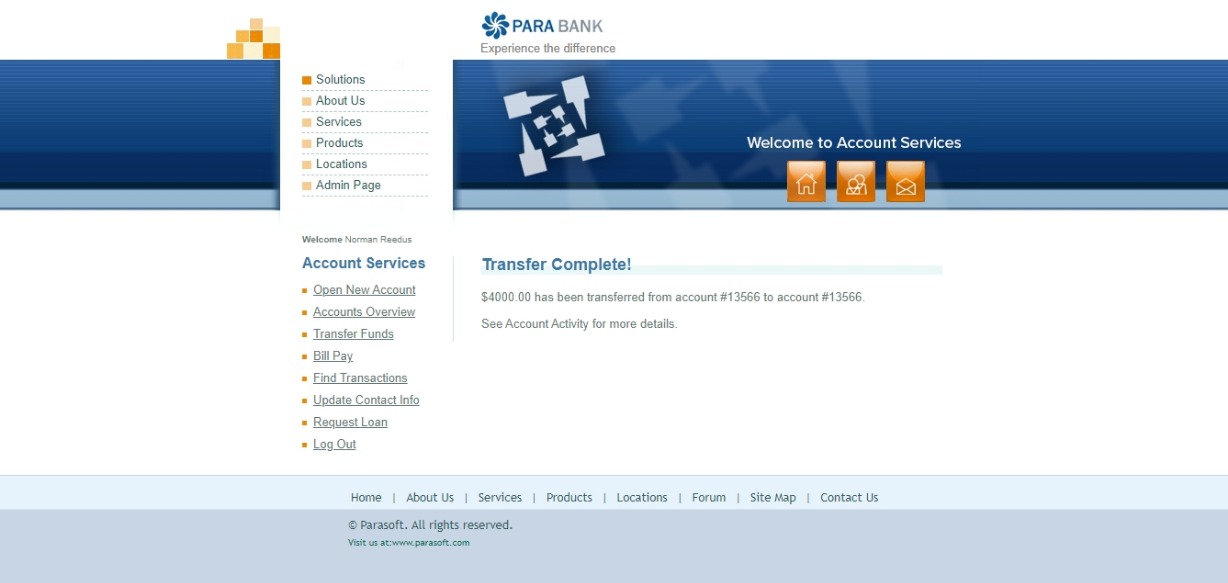 PARA BANK
Experience the difference
Solutions
About Us
Services
Products
Locations
Admin Page
Welcome to Account Services
Welcome Norman Reedus
Account Services
Open New Account
Accounts Overview
Transfer Funds
Bill Pay
Find Transactions
Update Contact Info
Request Loan
Log Out
Transfer Complete!
$4000.00 has been transferred from account #13566 to account #13566.
See Account Activity for more details.
Home | About Us | Services | Products | Locations | Forum | Site Map | Contact Us
© Parasoft. All rights reserved.
Visit us at:www.parasoft.com